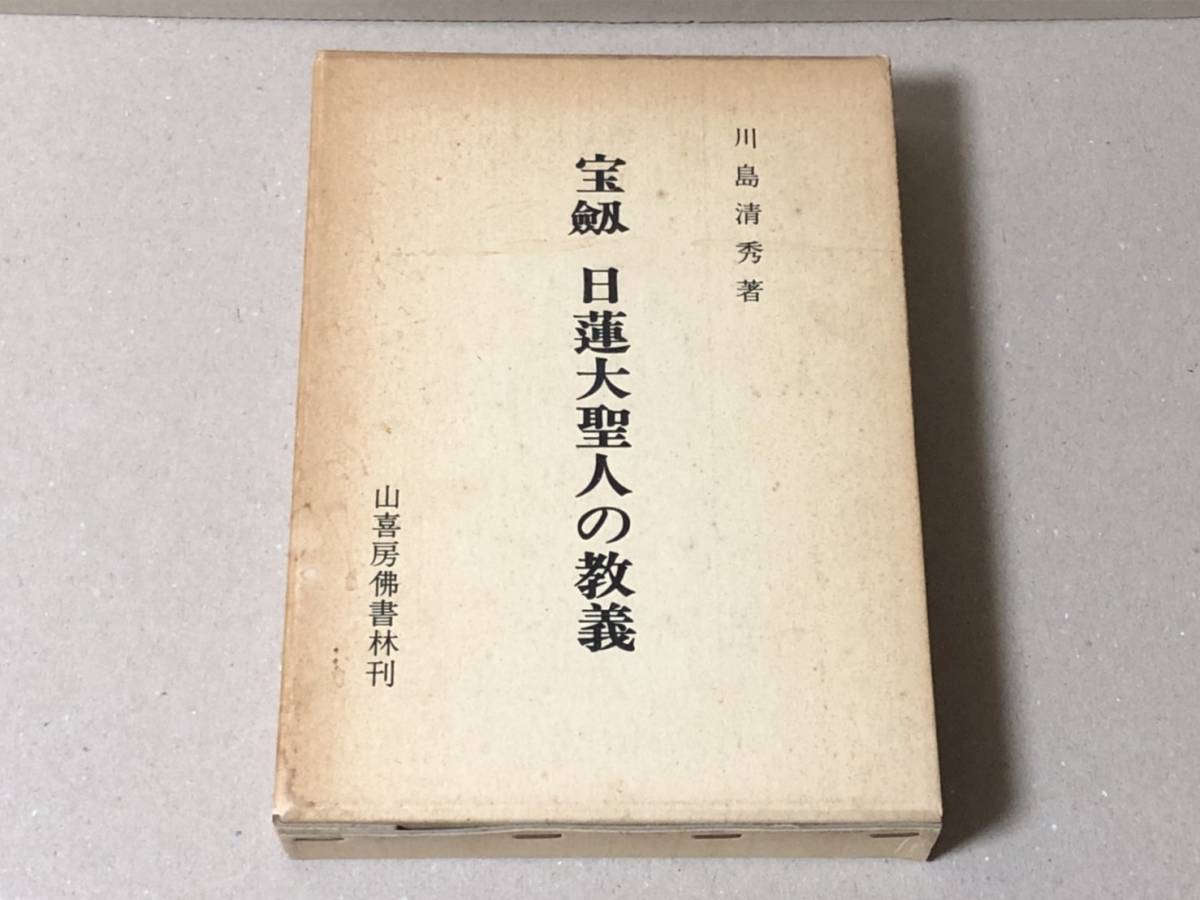 川島清秀著
宝劔 日蓮大聖人の教義
山喜房佛書林刊